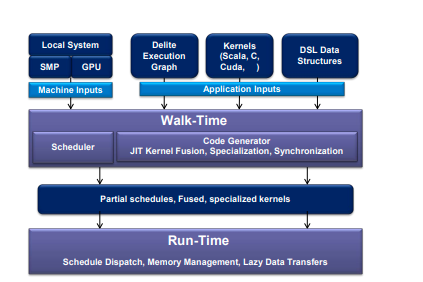 Local System
SMP GPU
Machine Inputs
Delite
Execution
Graph
Kernels
(Scala, C,
Cuda, )
DSL Data
Structures
Application Inputs
Walk-Time
Scheduler
Code Generator
JIT Kernel Fusion, Specialization, Synchronization
Partial schedules, Fused, specialized kernels
Run-Time
Schedule Dispatch, Memory Management, Lazy Data Transfers